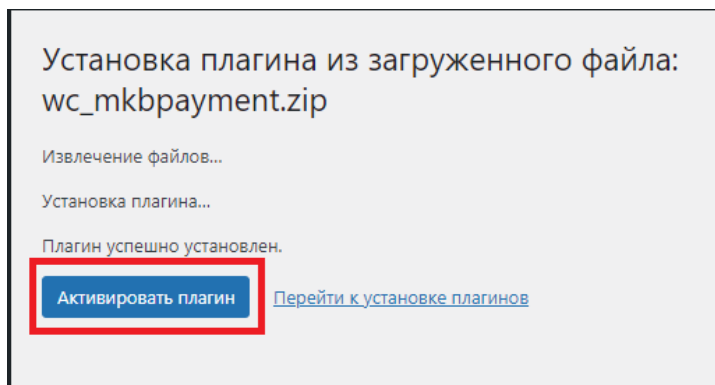 Установка плагина из загруженного файла:
wc_mkbpayment.zip
Извлечение файлов...
Установка плагина...
Плагин успешно установлен.
Активировать плагин Перейти к установке плагинов